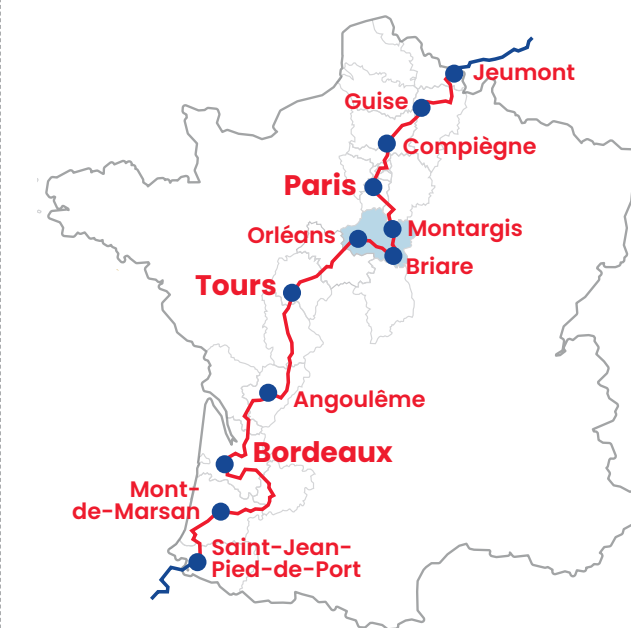 Jeumont
Guise
Compiègne
Paris
Montargis
Orléans
Briare
Tours
Angoulême
Bordeaux
Mont-
de-Marsan
Saint-Jean-
Pied-de-Port